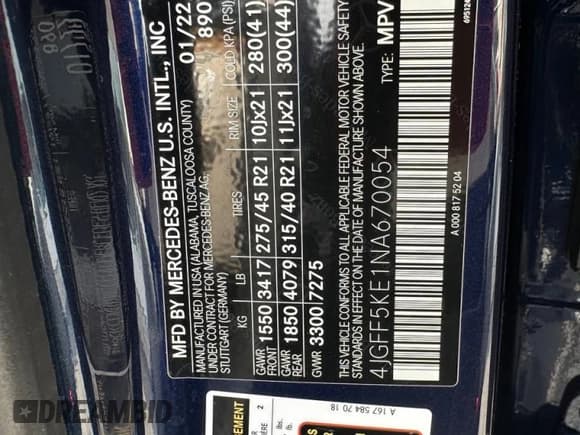 MFD BY MERCEDES-BENZ U.S. INTL., INC 01/22
MANUFACTURED IN USA (ALABAMA, TUSCALOOSA COUNTY) 890
UNDER CONTRACT FOR MERCEDES-BENZ AG,
STUTTGART (GERMANY)
KG LB TIRES RIM SIZE COLD KPA (PSI)
GAWR FRONT 1550 3417 275/45 R21 10Jx21 280(41)
GAWR REAR 1850 4079 315/40 R21 11Jx21 300(44)
GVWR 3300 7275
THIS VEHICLE CONFORMS TO ALL APPLICABLE FEDERAL MOTOR VEHICLE SAFETY
IN EFFECT ON THE DATE OF MANUFACTURE SHOWN ABOVE.
4JGFF5KE1NA670054 MPV
A 000 817 52 04
A 167 584 70 18
DREAMBID